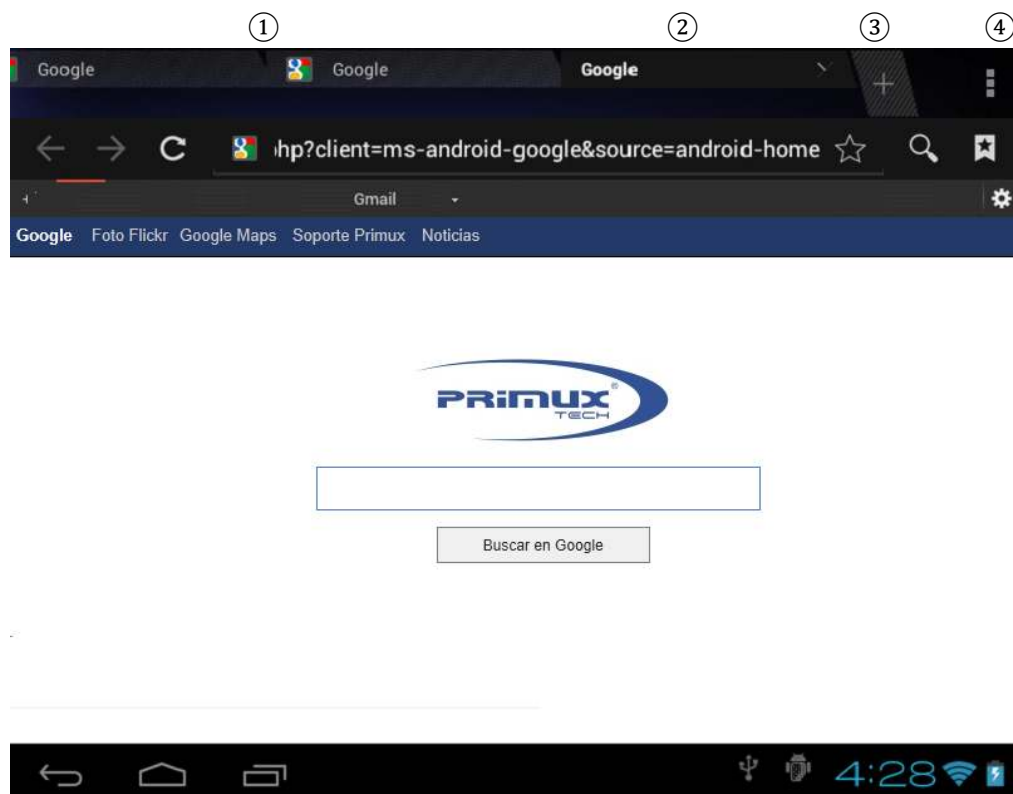 ① ② ③ ④
Google Google Google
hp?client=ms-android-google&source=android-home
Gmail
Google Foto Flickr Google Maps Soporte Primux Noticias
PRIMUX®
TECH
Buscar en Google
4:28